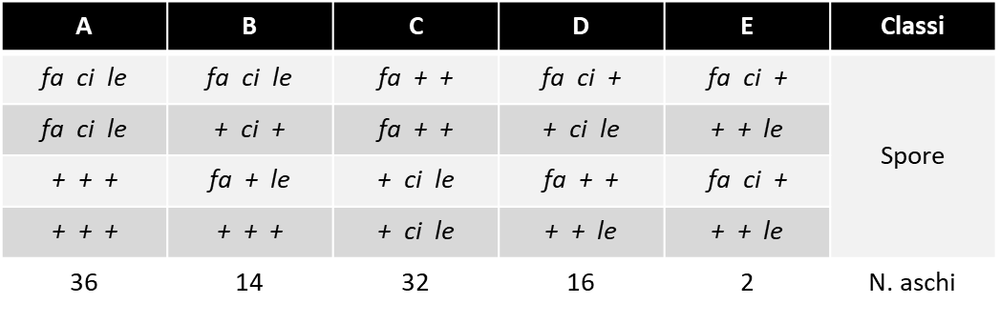 A B C D E Classi
fa ci le fa ci le fa + + fa ci + fa ci +
fa ci le + ci + fa + + + ci le + + le
Spore
+ + + fa + le + ci le fa + + fa ci +
+ + + + + + + ci le + + le + + le
36 14 32 16 2 N. aschi